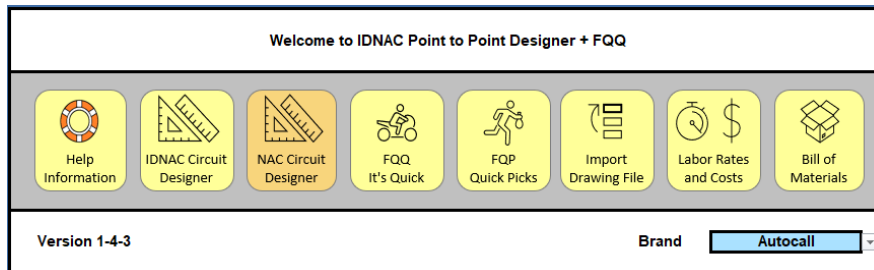 Welcome to IDNAC Point to Point Designer + FQQ
Help
Information
IDNAC Circuit
Designer
NAC Circuit
Designer
FQQ
It's Quick
FQP
Quick Picks
Import
Drawing File
Labor Rates
and Costs
Bill of
Materials
Version 1-4-3
Brand
Autocall